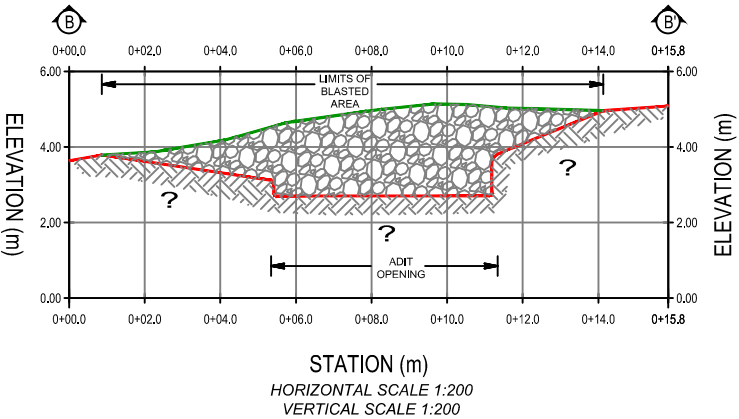 B B'
0+00.0 0+02.0 0+04.0 0+06.0 0+08.0 0+10.0 0+12.0 0+14.0 0+15.8
6.00 6.00
LIMITS OF
BLASTED
AREA
ELEVATION (m) ELEVATION (m)
4.00 4.00
? ?
2.00 2.00
?
ADIT
OPENING
0.00 0.00
0+00.0 0+02.0 0+04.0 0+06.0 0+08.0 0+10.0 0+12.0 0+14.0 0+15.8
STATION (m)
HORIZONTAL SCALE 1:200
VERTICAL SCALE 1:200